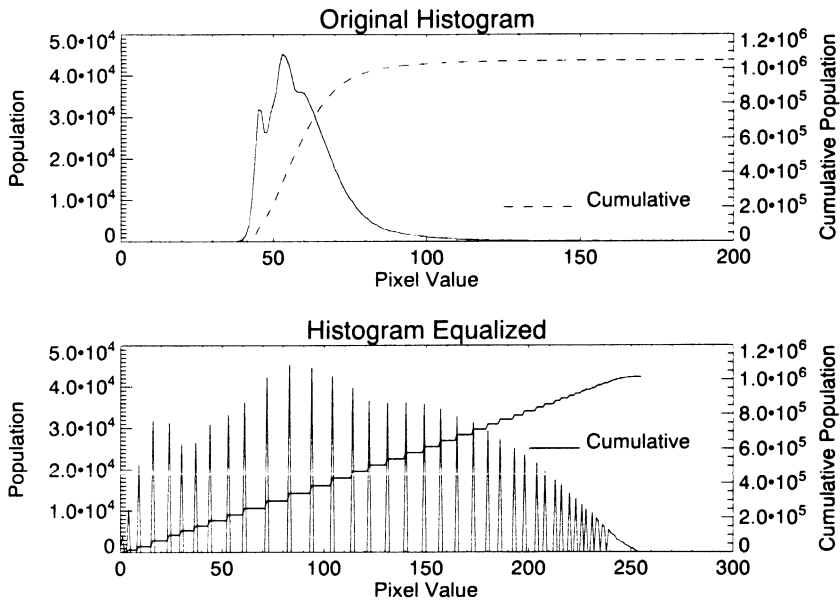 Original Histogram
5.0•10⁴
4.0•10⁴
3.0•10⁴
2.0•10⁴
1.0•10⁴
0
Population
1.2•10⁶
1.0•10⁶
8.0•10⁵
6.0•10⁵
4.0•10⁵
2.0•10⁵
0
Cumulative Population
Cumulative
0 50 100 150 200
Pixel Value
Histogram Equalized
5.0•10⁴
4.0•10⁴
3.0•10⁴
2.0•10⁴
1.0•10⁴
0
Population
1.2•10⁶
1.0•10⁶
8.0•10⁵
6.0•10⁵
4.0•10⁵
2.0•10⁵
0
Cumulative Population
Cumulative
0 50 100 150 200 250 300
Pixel Value